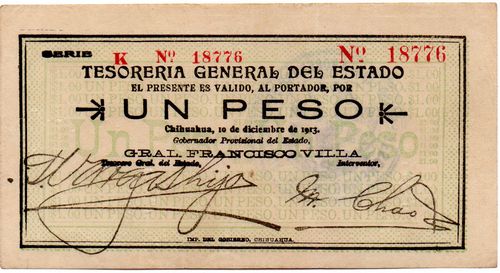 SERIE K Nº 18776 Nº 18776
TESORERIA GENERAL DEL ESTADO
EL PRESENTE ES VALIDO, AL PORTADOR, POR
UN PESO
Chihuahua, 10 de diciembre de 1913.
Gobernador Provisional del Estado,
GRAL. FRANCISCO VILLA
Tesorero Gral. del Estado, Interventor,
M. Chao
IMP. DEL GOBIERNO, CHIHUAHUA.